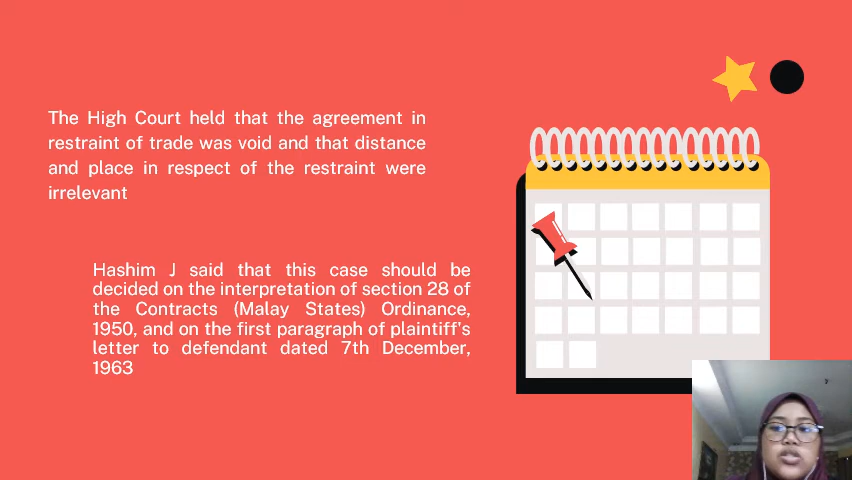 The High Court held that the agreement in
restraint of trade was void and that distance
and place in respect of the restraint were
irrelevant
Hashim J said that this case should be
decided on the interpretation of section 28 of
the Contracts (Malay States) Ordinance,
1950, and on the first paragraph of plaintiff's
letter to defendant dated 7th December,
1963